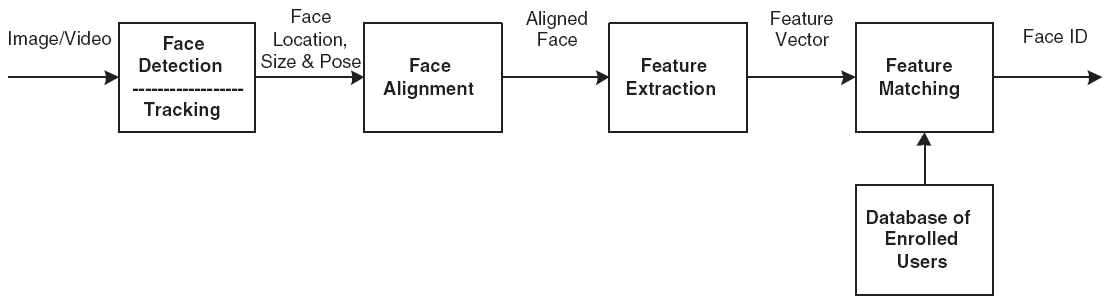 Image/Video
Face
Detection
------------------
Tracking
Face
Location,
Size & Pose
Face
Alignment
Aligned
Face
Feature
Extraction
Feature
Vector
Feature
Matching
Face ID
Database of
Enrolled
Users